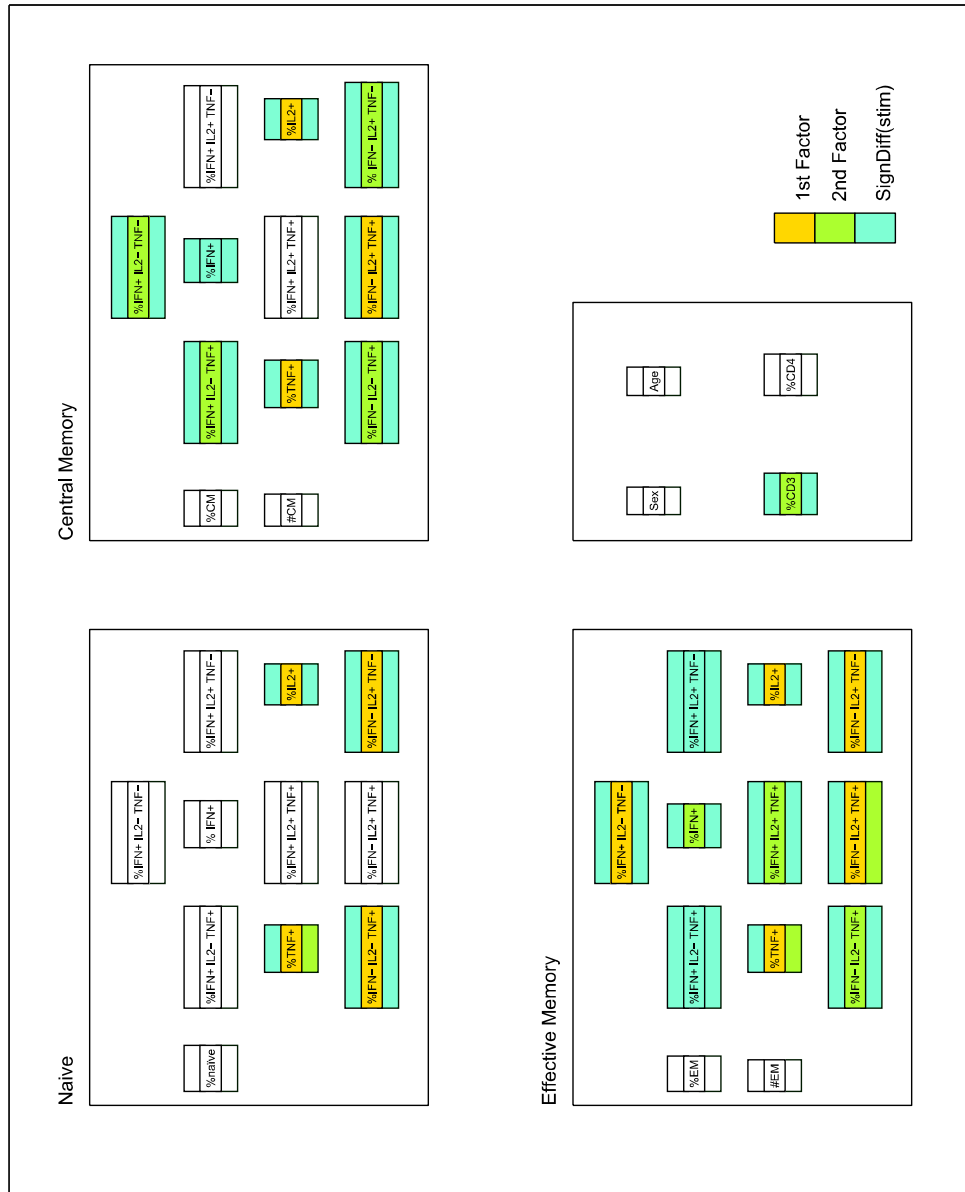 Naive
%IFN+ IL2− TNF−
%naïve
%IFN+ IL2− TNF+
% IFN+
%IFN+ IL2+ TNF−
%TNF+
%IFN+ IL2+ TNF+
%IL2+
%IFN− IL2− TNF+
%IFN− IL2+ TNF+
%IFN− IL2+ TNF−
Central Memory
%IFN+ IL2− TNF−
%CM
%IFN+ IL2− TNF+
%IFN+
%IFN+ IL2+ TNF−
#CM
%TNF+
%IFN+ IL2+ TNF+
%IL2+
%IFN− IL2− TNF+
%IFN− IL2+ TNF+
% IFN− IL2+ TNF−
Effective Memory
%IFN+ IL2− TNF−
%EM
%IFN+ IL2− TNF+
%IFN+
%IFN+ IL2+ TNF−
#EM
%TNF+
%IFN+ IL2+ TNF+
%IL2+
%IFN− IL2− TNF+
%IFN− IL2+ TNF+
%IFN− IL2+ TNF−
Sex
Age
%CD3
%CD4
1st Factor
2nd Factor
SignDiff(stim)